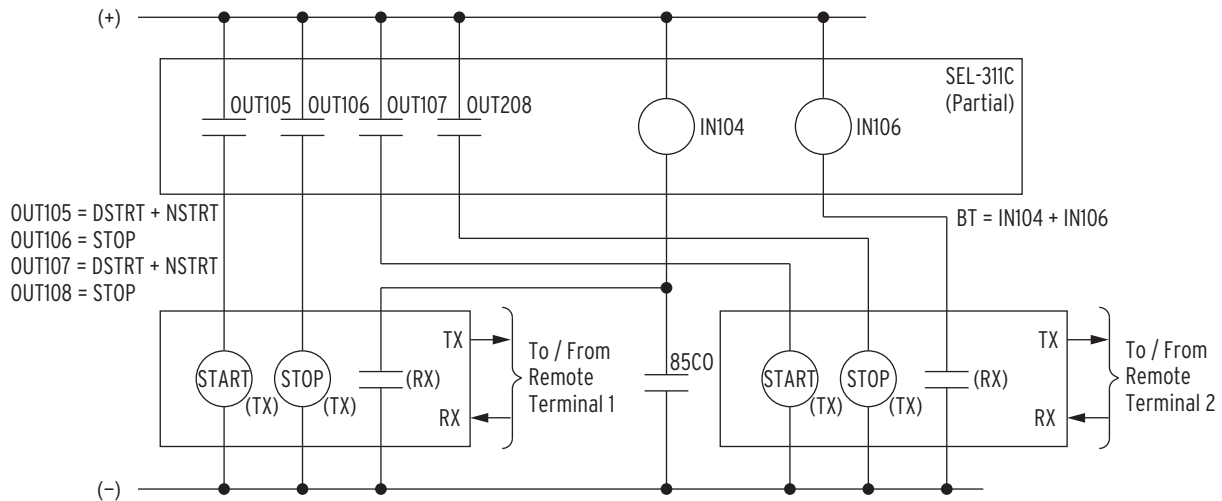 (+)
SEL-311C
(Partial)
OUT105
OUT106
OUT107
OUT208
IN104
IN106
OUT105 = DSTRT + NSTRT
OUT106 = STOP
OUT107 = DSTRT + NSTRT
OUT108 = STOP
BT = IN104 + IN106
START
(TX)
STOP
(TX)
(RX)
TX
RX
To / From
Remote
Terminal 1
85CO
START
(TX)
STOP
(TX)
(RX)
TX
RX
To / From
Remote
Terminal 2
(–)